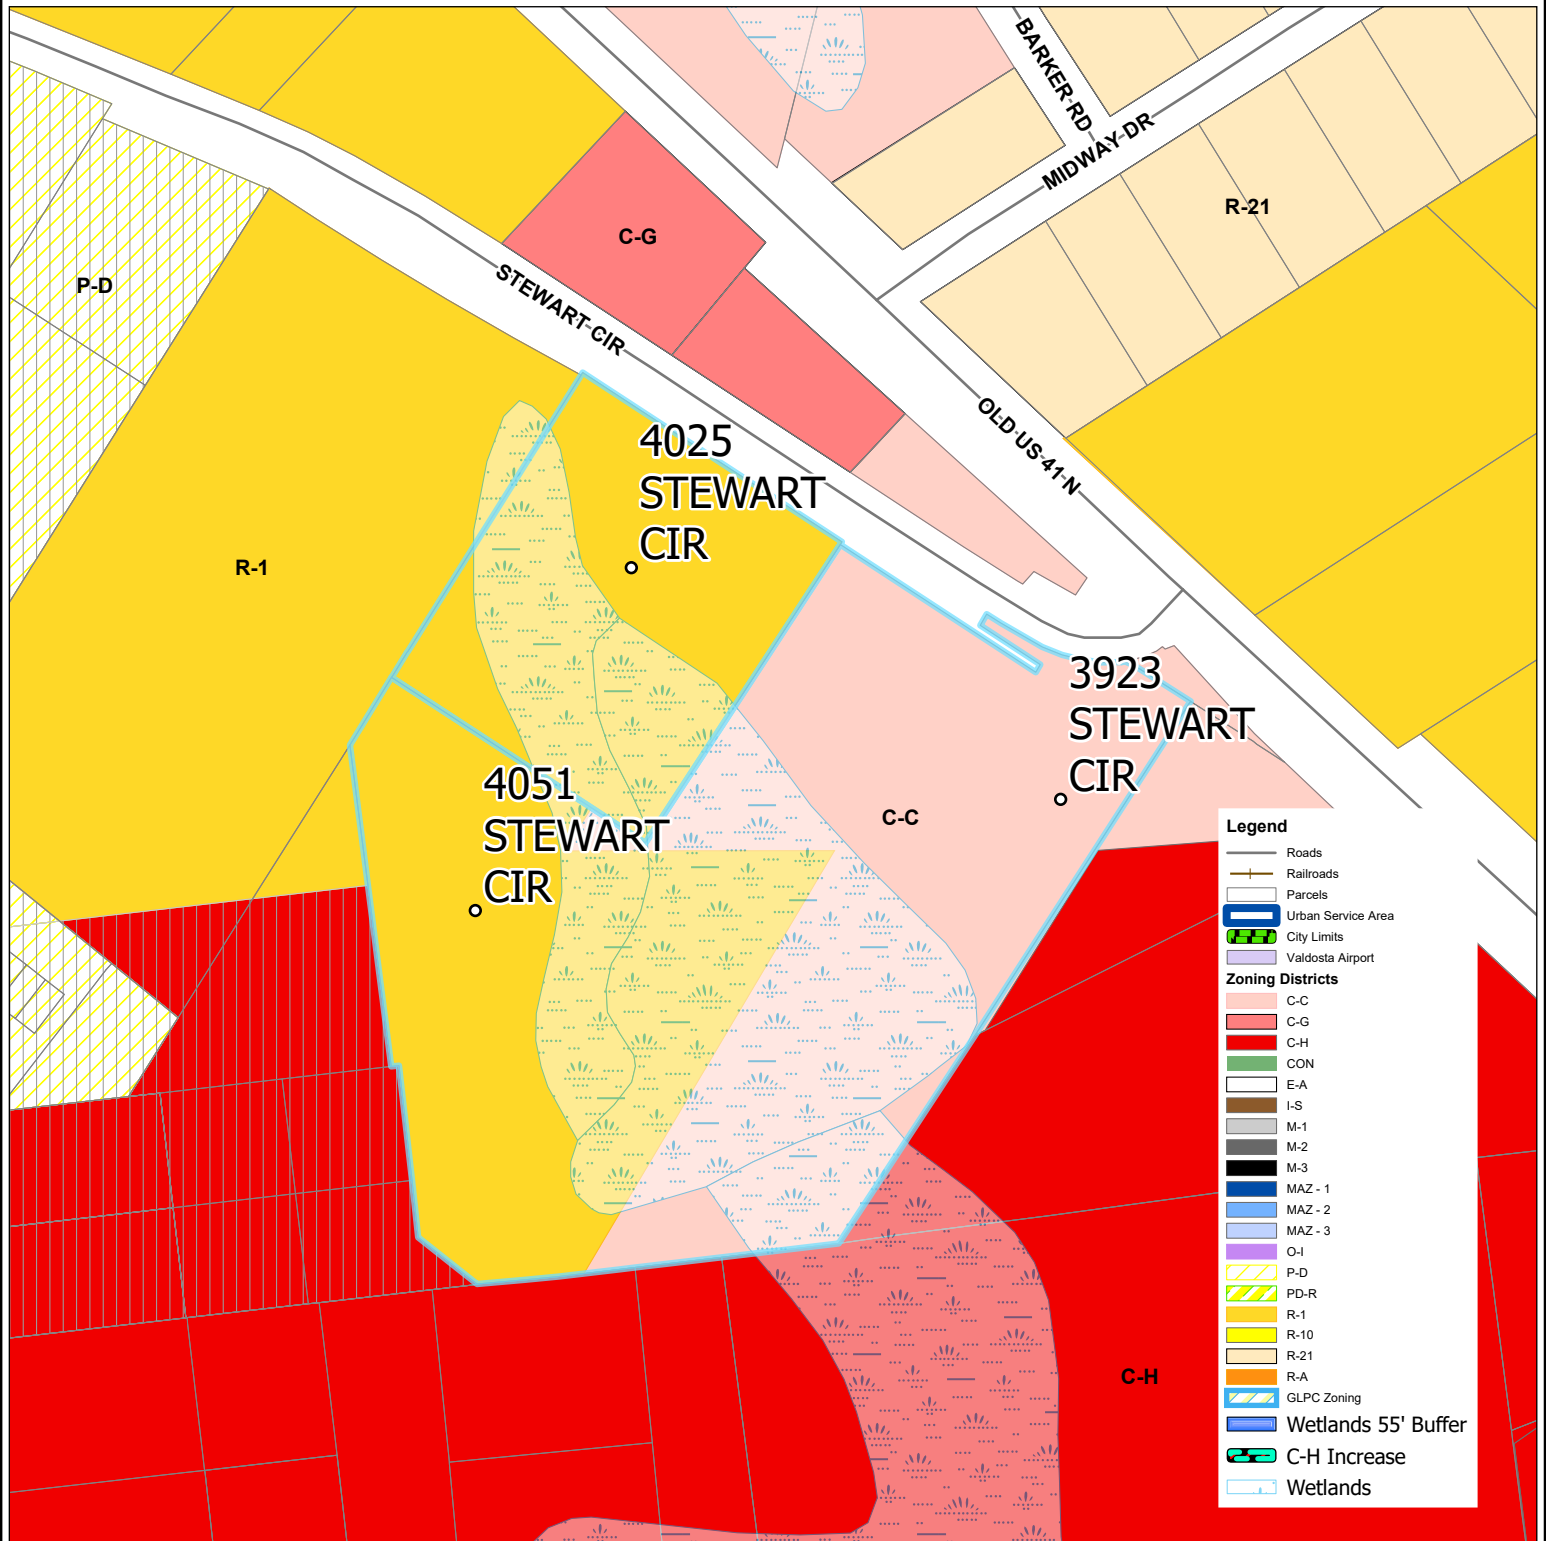 BARKER RD
MIDWAY DR
R-21
C-G
P-D
STEWART CIR
OLD US 41 N
4025
STEWART
CIR
R-1
3923
STEWART
CIR
4051
STEWART
CIR
C-C
C-H
Legend
Roads
Railroads
Parcels
Urban Service Area
City Limits
Valdosta Airport
Zoning Districts
C-C
C-G
C-H
CON
E-A
I-S
M-1
M-2
M-3
MAZ - 1
MAZ - 2
MAZ - 3
O-I
P-D
PD-R
R-1
R-10
R-21
R-A
GLPC Zoning
Wetlands 55' Buffer
C-H Increase
Wetlands